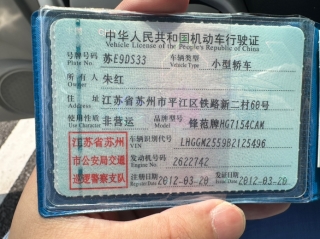 中华人民共和国机动车行驶证
Vehicle License of the People's Republic of China
号牌号码 苏E9DS33 车辆类型 小型轿车
Plate No. Vehicle Type
所有人 朱红
Owner
住址 江苏省苏州市平江区铁路新二村68号
Address
使用性质 非营运 品牌型号 锋范牌HG7154CAM
Use Character Model
江苏省苏州市公安局交通巡逻警察支队
车辆识别代号 LHGGM2559B2125496
VIN
发动机号码 2622742
Engine No.
注册日期 2012-03-20 发证日期 2012-03-20
Register Date Issue Date